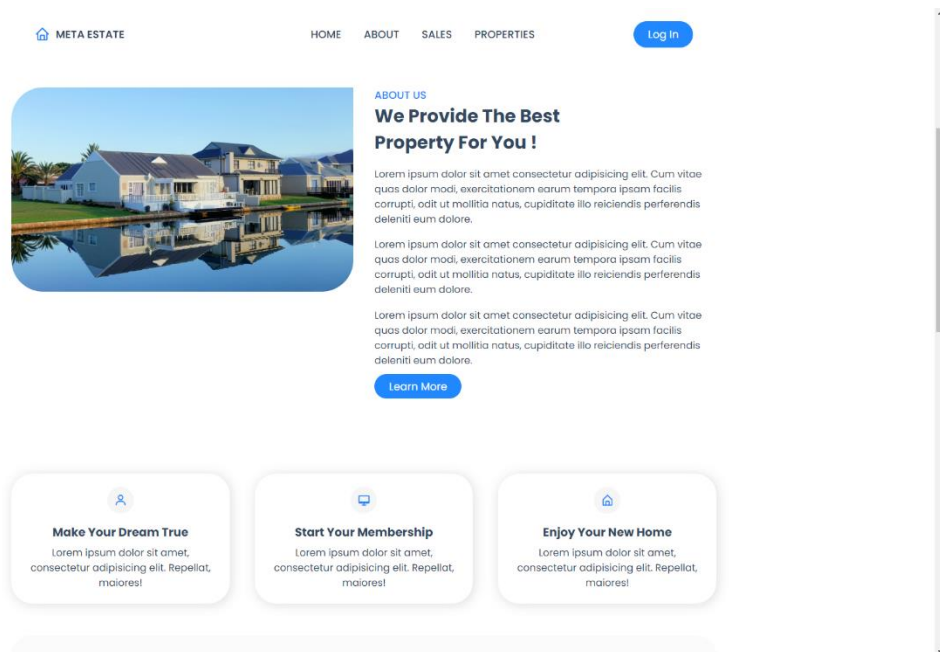 META ESTATE
HOME ABOUT SALES PROPERTIES
Log In
ABOUT US
We Provide The Best
Property For You !
Lorem ipsum dolor sit amet consectetur adipisicing elit. Cum vitae
quas dolor modi, exercitationem earum tempora ipsam facilis
corrupti, odit ut mollitia natus, cupiditate illo reiciendis perferendis
deleniti eum dolore.
Lorem ipsum dolor sit amet consectetur adipisicing elit. Cum vitae
quas dolor modi, exercitationem earum tempora ipsam facilis
corrupti, odit ut mollitia natus, cupiditate illo reiciendis perferendis
deleniti eum dolore.
Lorem ipsum dolor sit amet consectetur adipisicing elit. Cum vitae
quas dolor modi, exercitationem earum tempora ipsam facilis
corrupti, odit ut mollitia natus, cupiditate illo reiciendis perferendis
deleniti eum dolore.
Learn More
Make Your Dream True
Lorem ipsum dolor sit amet,
consectetur adipisicing elit. Repellat,
maiores!
Start Your Membership
Lorem ipsum dolor sit amet,
consectetur adipisicing elit. Repellat,
maiores!
Enjoy Your New Home
Lorem ipsum dolor sit amet,
consectetur adipisicing elit. Repellat,
maiores!